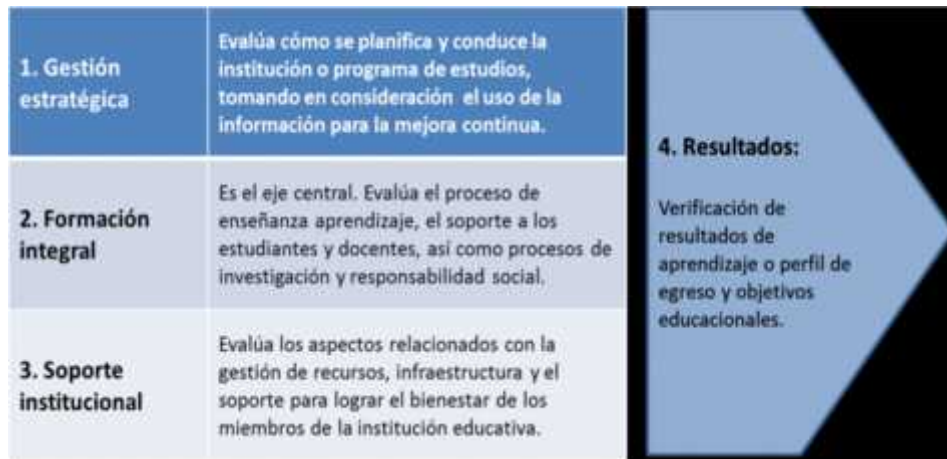 1. Gestión
estratégica
Evalúa cómo se planifica y conduce la
institución o programa de estudios,
tomando en consideración el uso de la
información para la mejora continua.
2. Formación
integral
Es el eje central. Evalúa el proceso de
enseñanza aprendizaje, el soporte a los
estudiantes y docentes, así como procesos de
investigación y responsabilidad social.
3. Soporte
institucional
Evalúa los aspectos relacionados con la
gestión de recursos, infraestructura y el
soporte para lograr el bienestar de los
miembros de la institución educativa.
4. Resultados:
Verificación de
resultados de
aprendizaje o perfil de
egreso y objetivos
educacionales.